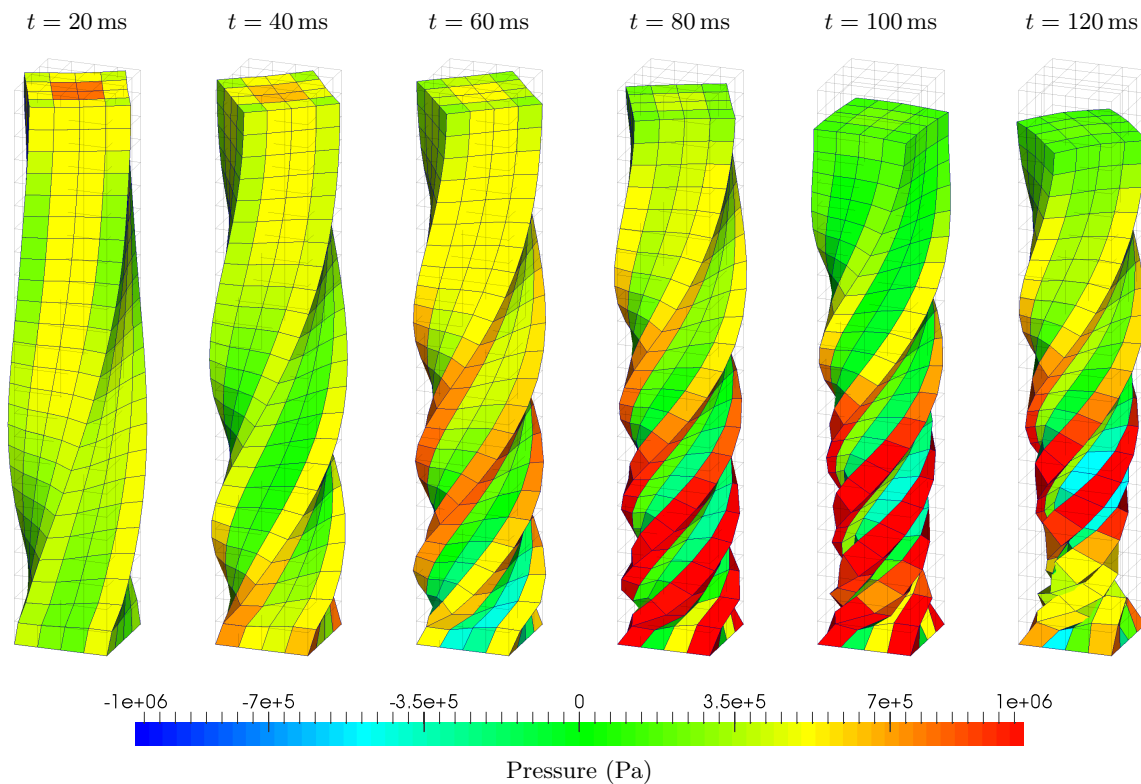 t = 20 ms t = 40 ms t = 60 ms t = 80 ms t = 100 ms t = 120 ms
-1e+06 -7e+5 -3.5e+5 0 3.5e+5 7e+5 1e+06
Pressure (Pa)